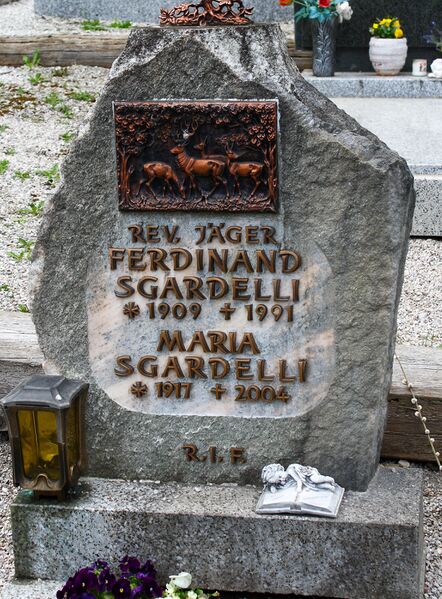 REV. JÄGER
FERDINAND
SGARDELLI
* 1909 + 1991
MARIA
SGARDELLI
* 1917 + 2004
R.I.P.